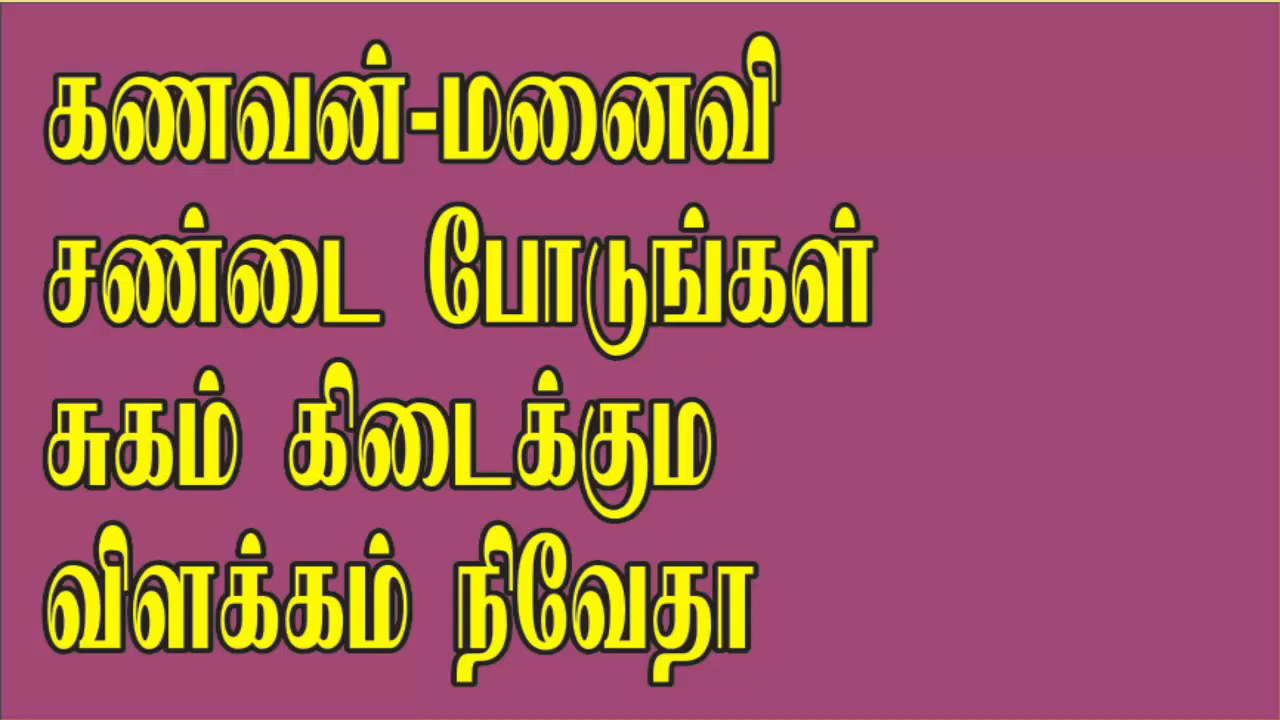 கணவன்-மனைவி
சண்டை போடுங்கள்
சுகம் கிடைக்கும
விளக்கம் நிவேதா